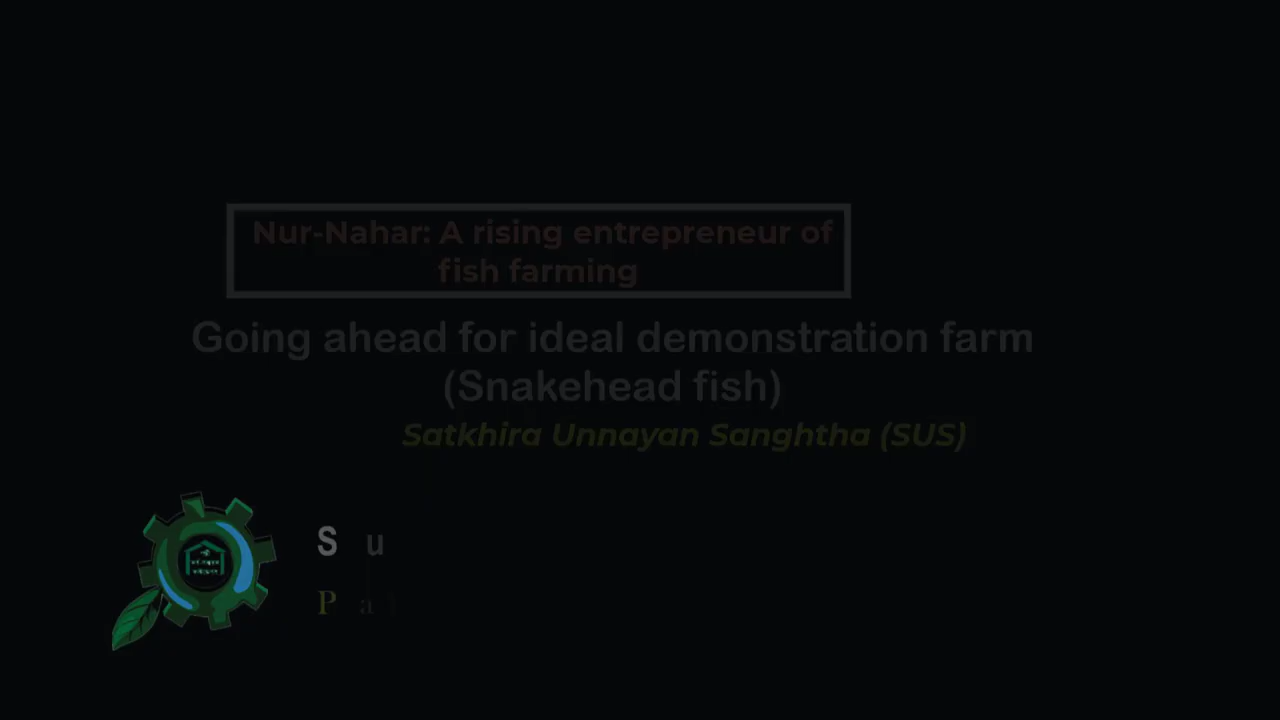 Nur-Nahar: A rising entrepreneur of
fish farming
Going ahead for ideal demonstration farm
(Snakehead fish)
Satkhira Unnayan Sanghtha (SUS)
S u
P a